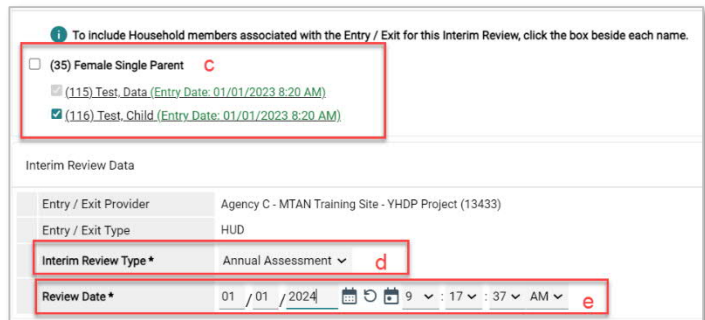 To include Household members associated with the Entry / Exit for this Interim Review, click the box beside each name.
(35) Female Single Parent c
(115) Test, Data (Entry Date: 01/01/2023 8:20 AM)
(116) Test, Child (Entry Date: 01/01/2023 8:20 AM)
Interim Review Data
Entry / Exit Provider Agency C - MTAN Training Site - YHDP Project (13433)
Entry / Exit Type HUD
Interim Review Type * Annual Assessment d
Review Date * 01 / 01 / 2024 9 : 17 : 37 AM e